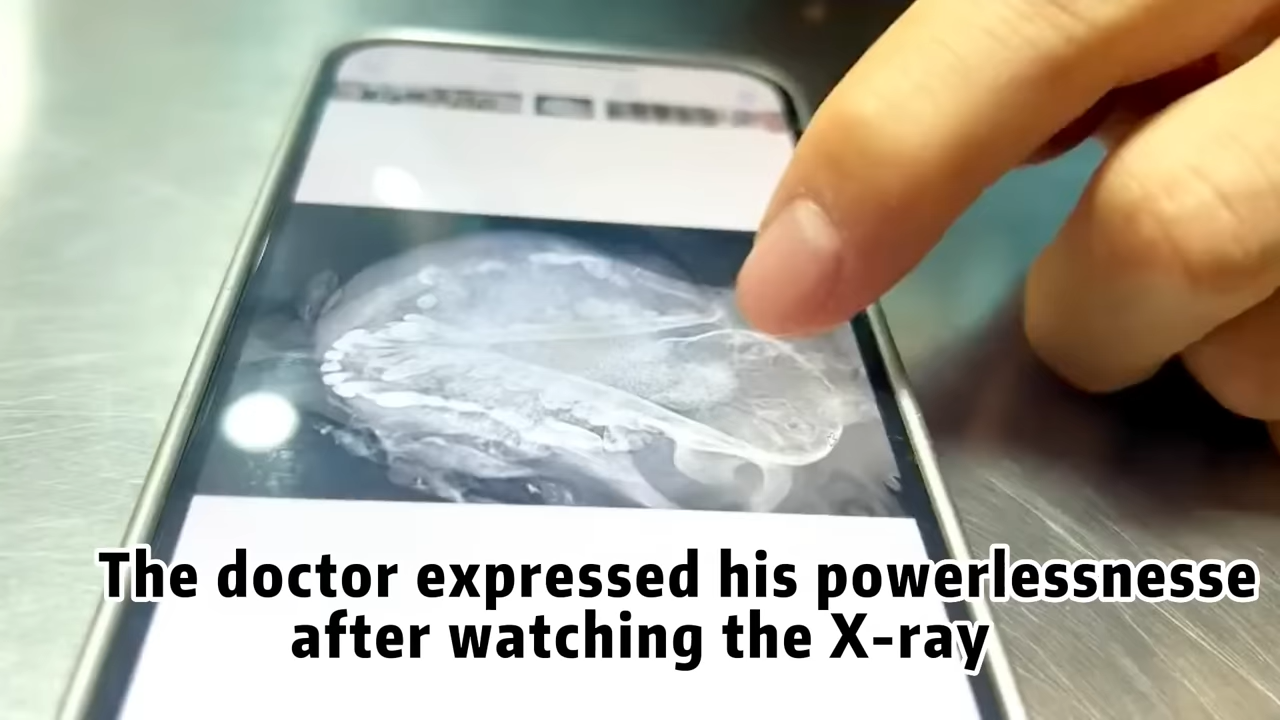 The doctor expressed his powerlessnesse
after watching the X-ray